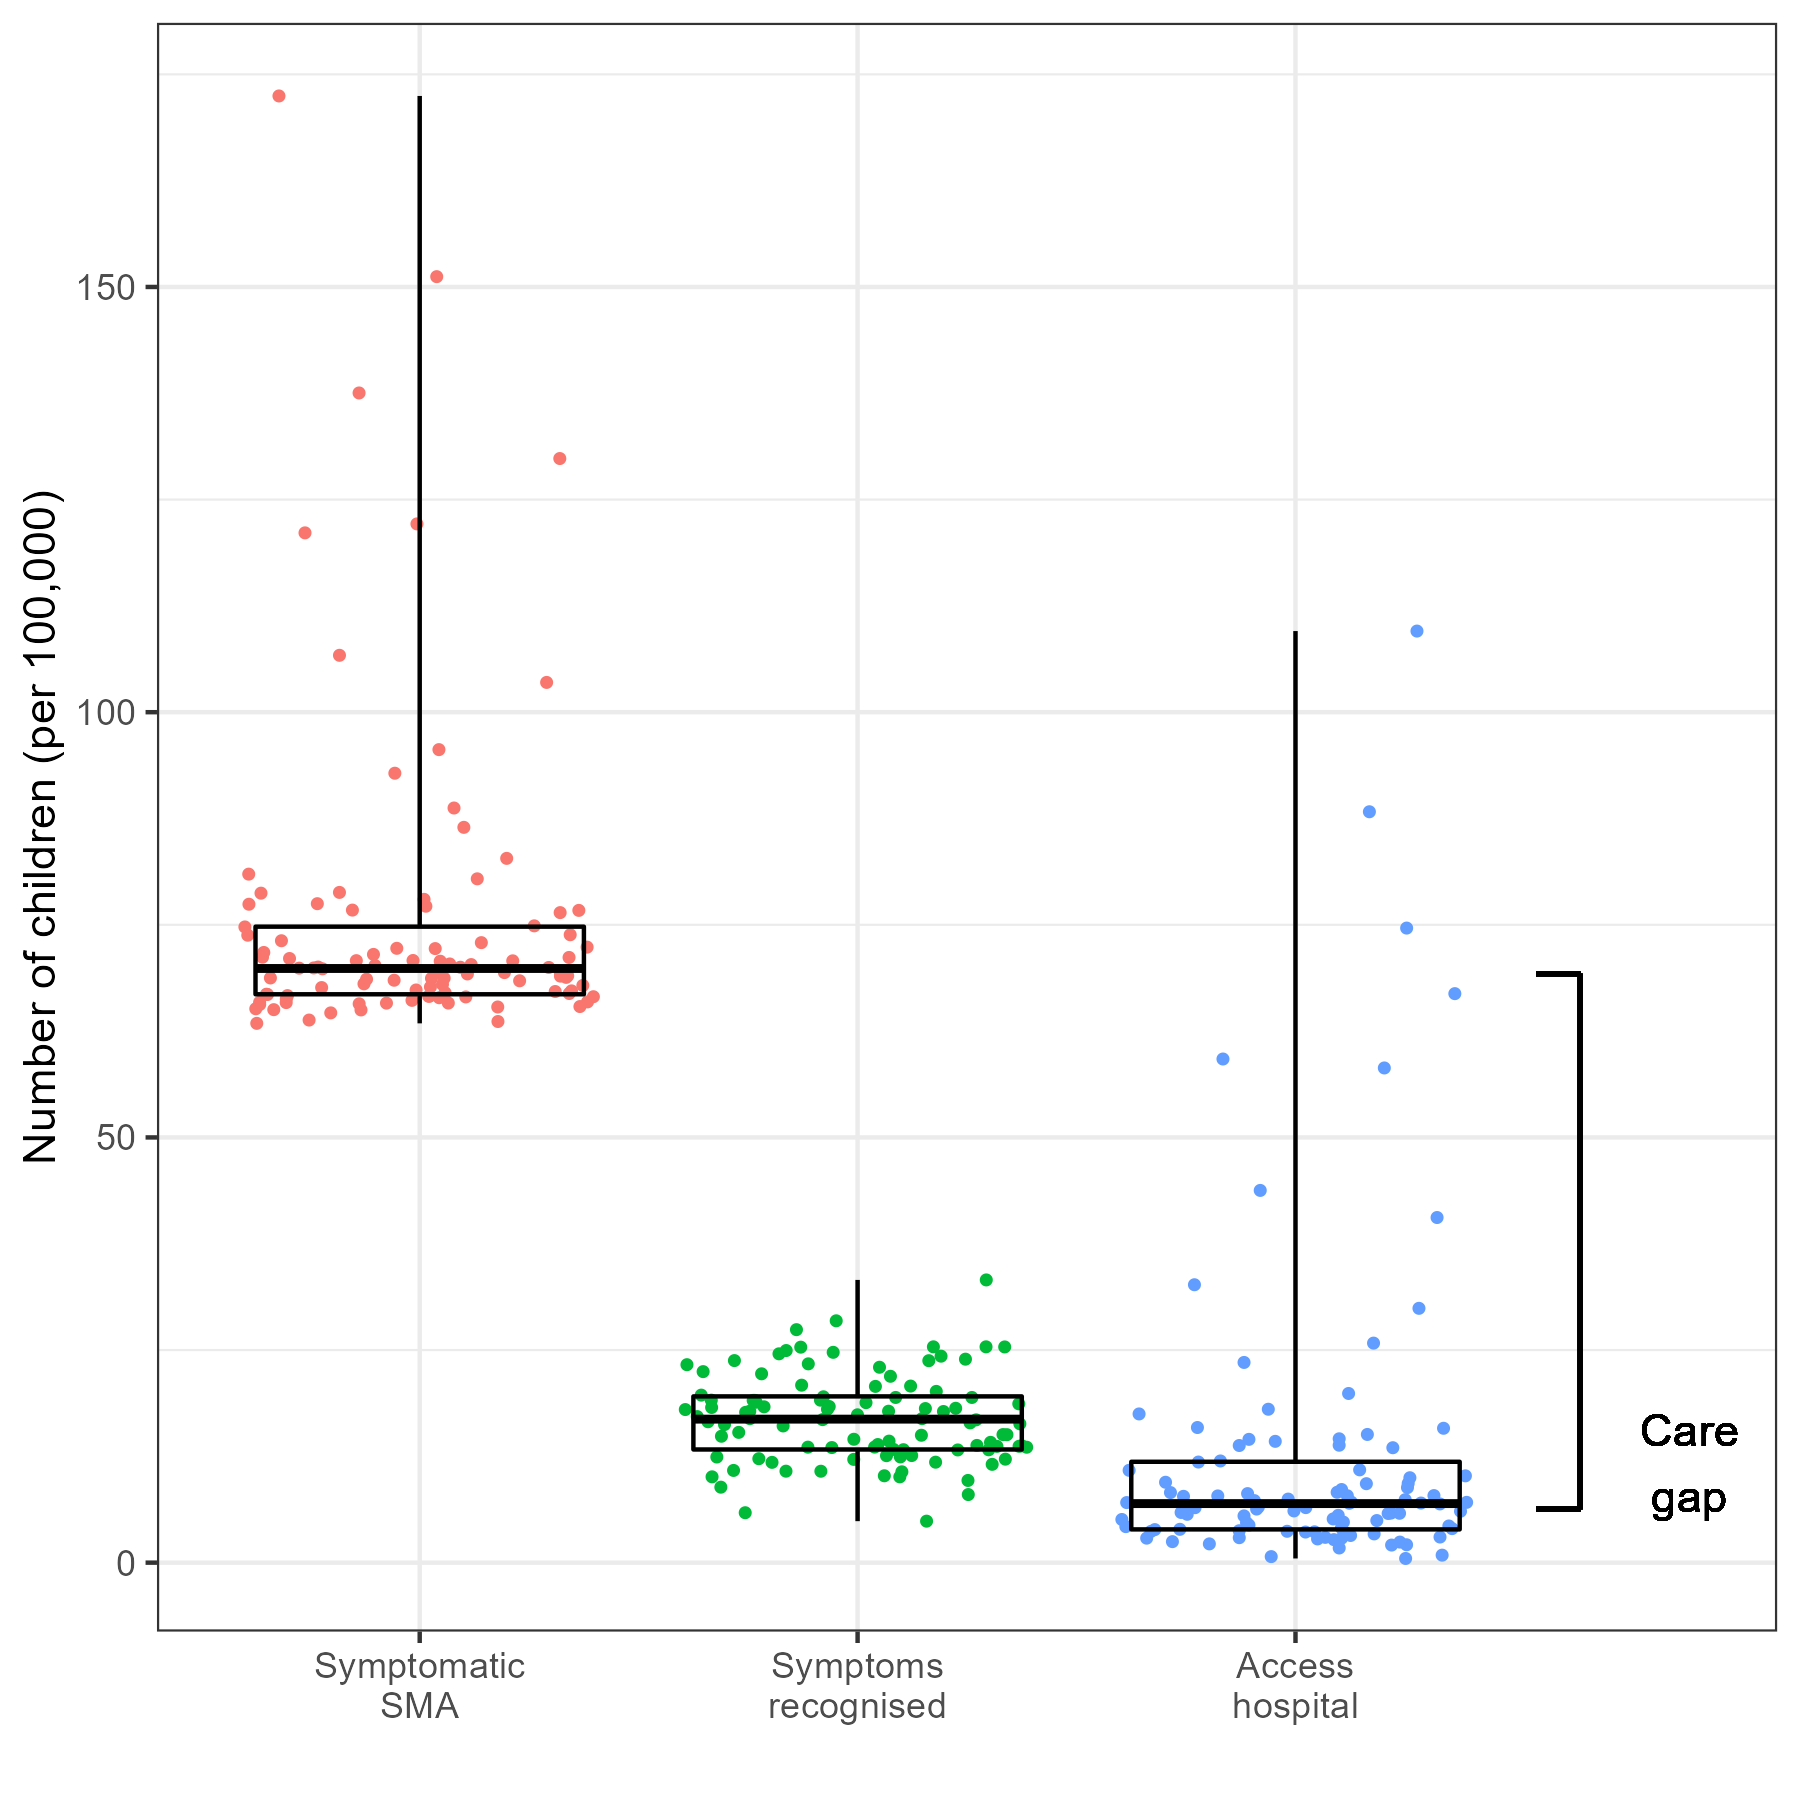 Number of children (per 100,000)
150
100
50
0
Care
gap
Symptomatic
SMA
Symptoms
recognised
Access
hospital